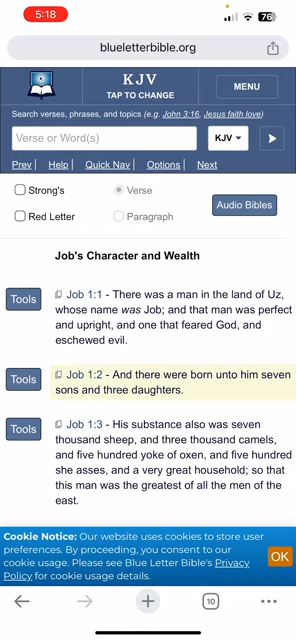 5:18
76
blueletterbible.org
KJV
TAP TO CHANGE
MENU
Search verses, phrases, and topics (e.g. John 3:16, Jesus faith love)
Verse or Word(s)
KJV
Prev | Help | Quick Nav | Options | Next
Strong's
Verse
Red Letter
Paragraph
Audio Bibles
Job's Character and Wealth
Tools
Job 1:1 - There was a man in the land of Uz,
whose name was Job; and that man was perfect
and upright, and one that feared God, and
eschewed evil.
Tools
Job 1:2 - And there were born unto him seven
sons and three daughters.
Tools
Job 1:3 - His substance also was seven
thousand sheep, and three thousand camels,
and five hundred yoke of oxen, and five hundred
she asses, and a very great household; so that
this man was the greatest of all the men of the
east.
Cookie Notice: Our website uses cookies to store user
preferences. By proceeding, you consent to our
cookie usage. Please see Blue Letter Bible's Privacy
Policy for cookie usage details.
OK
10